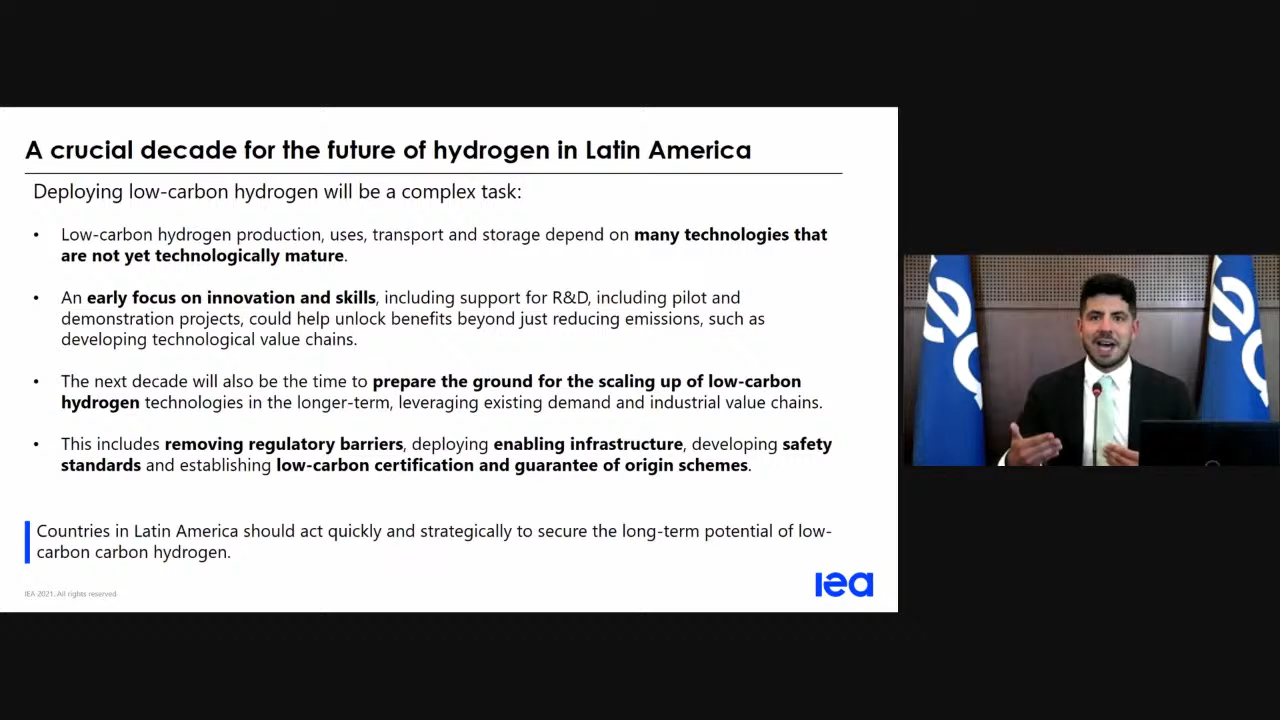 A crucial decade for the future of hydrogen in Latin America
Deploying low-carbon hydrogen will be a complex task:
• Low-carbon hydrogen production, uses, transport and storage depend on many technologies that
are not yet technologically mature.
• An early focus on innovation and skills, including support for R&D, including pilot and
demonstration projects, could help unlock benefits beyond just reducing emissions, such as
developing technological value chains.
• The next decade will also be the time to prepare the ground for the scaling up of low-carbon
hydrogen technologies in the longer-term, leveraging existing demand and industrial value chains.
• This includes removing regulatory barriers, deploying enabling infrastructure, developing safety
standards and establishing low-carbon certification and guarantee of origin schemes.
Countries in Latin America should act quickly and strategically to secure the long-term potential of low-
carbon carbon hydrogen.
IEA 2021. All rights reserved.
iea